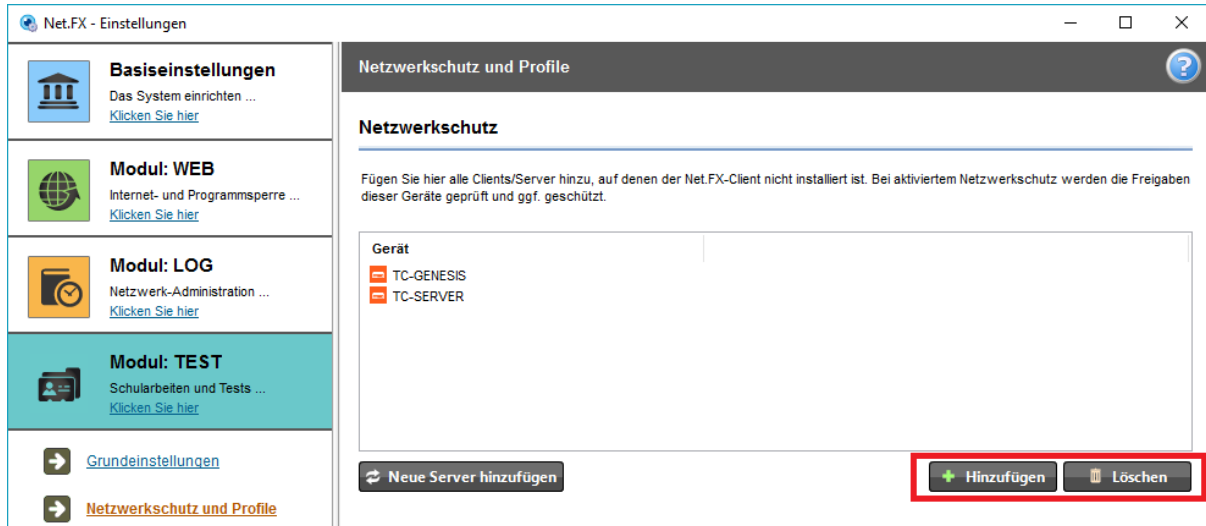 Net.FX - Einstellungen
Basiseinstellungen
Das System einrichten ...
Klicken Sie hier
Modul: WEB
Internet- und Programmsperre ...
Klicken Sie hier
Modul: LOG
Netzwerk-Administration ...
Klicken Sie hier
Modul: TEST
Schularbeiten und Tests ...
Klicken Sie hier
Grundeinstellungen
Netzwerkschutz und Profile
Netzwerkschutz und Profile
?
Netzwerkschutz
Fügen Sie hier alle Clients/Server hinzu, auf denen der Net.FX-Client nicht installiert ist. Bei aktiviertem Netzwerkschutz werden die Freigaben
dieser Geräte geprüft und ggf. geschützt.
Gerät
TC-GENESIS
TC-SERVER
Neue Server hinzufügen
Hinzufügen
Löschen